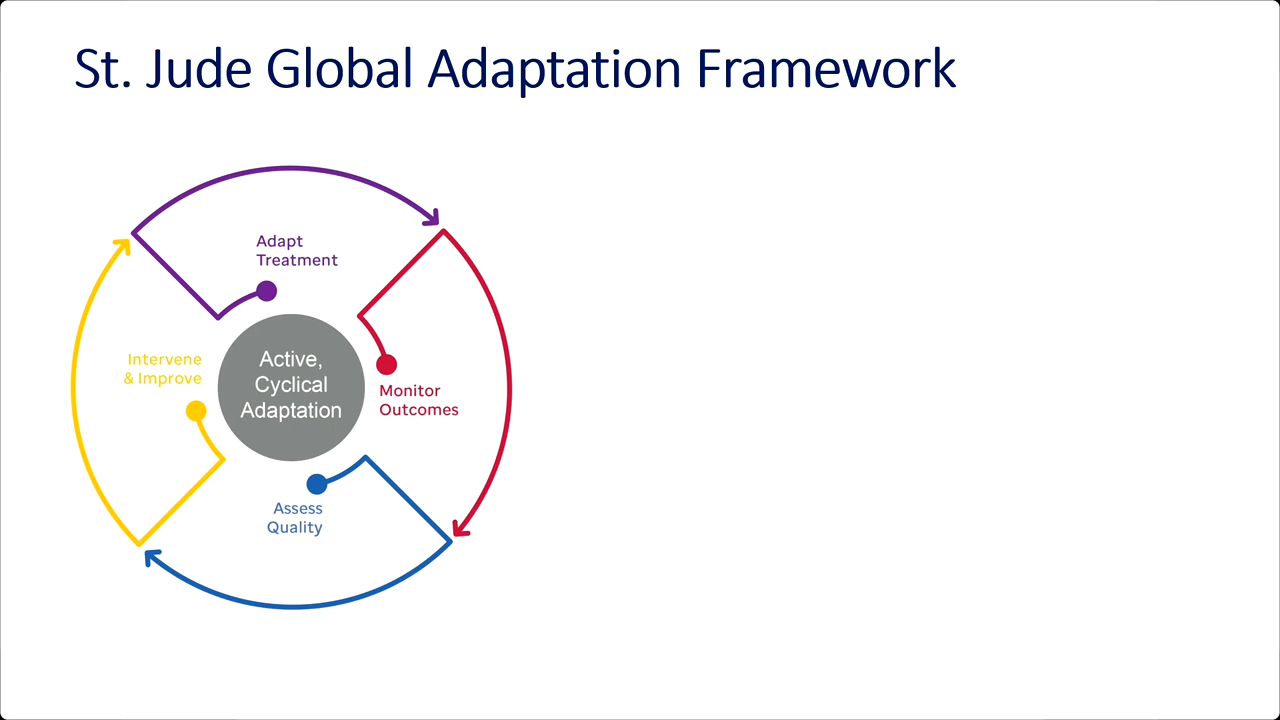 St. Jude Global Adaptation Framework
Adapt
Treatment
Intervene
& Improve
Active,
Cyclical
Adaptation
Monitor
Outcomes
Assess
Quality